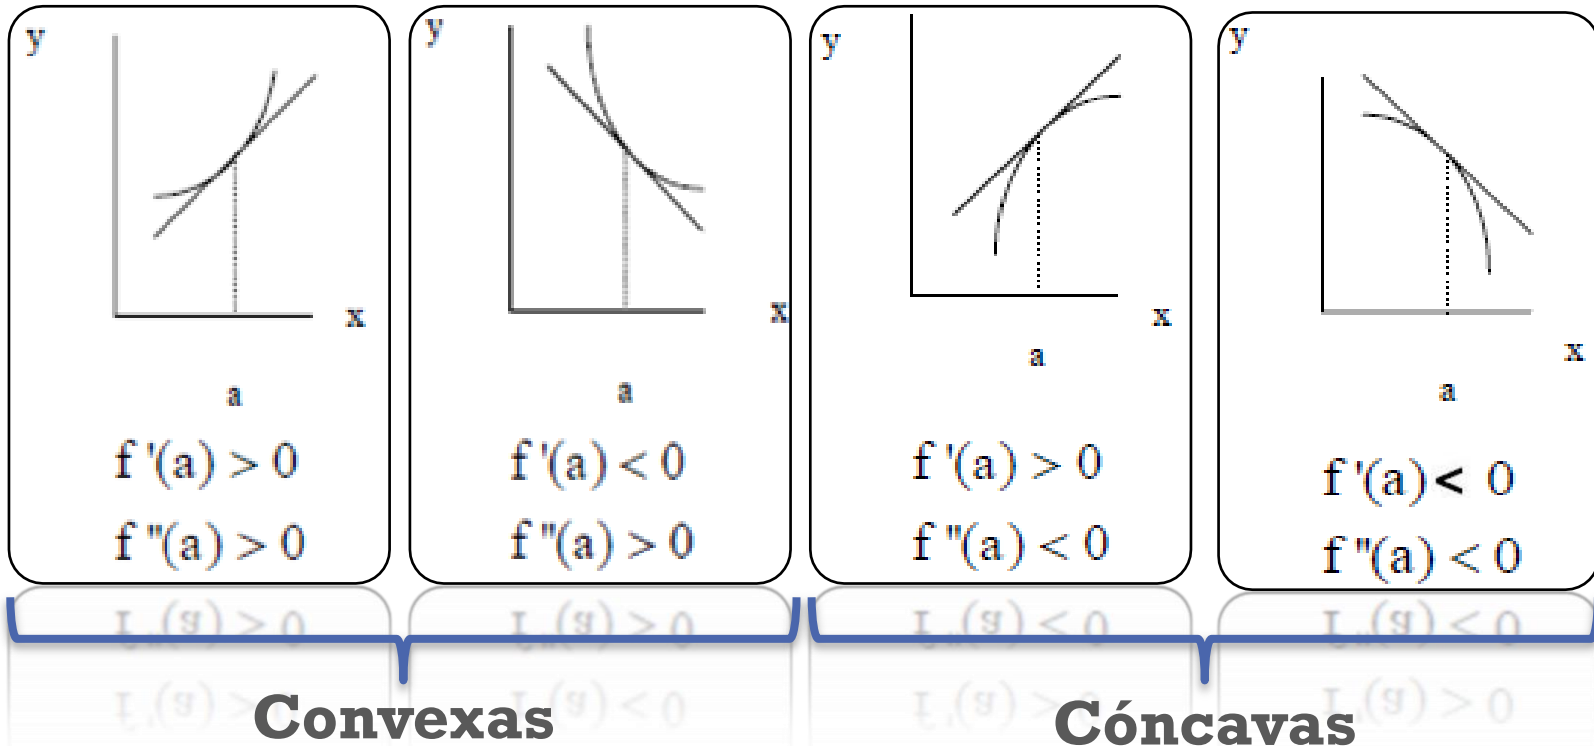 y
x
a
f '(a) > 0
f "(a) > 0
y
x
a
f '(a) < 0
f "(a) > 0
y
x
a
f '(a) > 0
f "(a) < 0
y
x
a
f '(a) < 0
f "(a) < 0
Convexas
Cóncavas